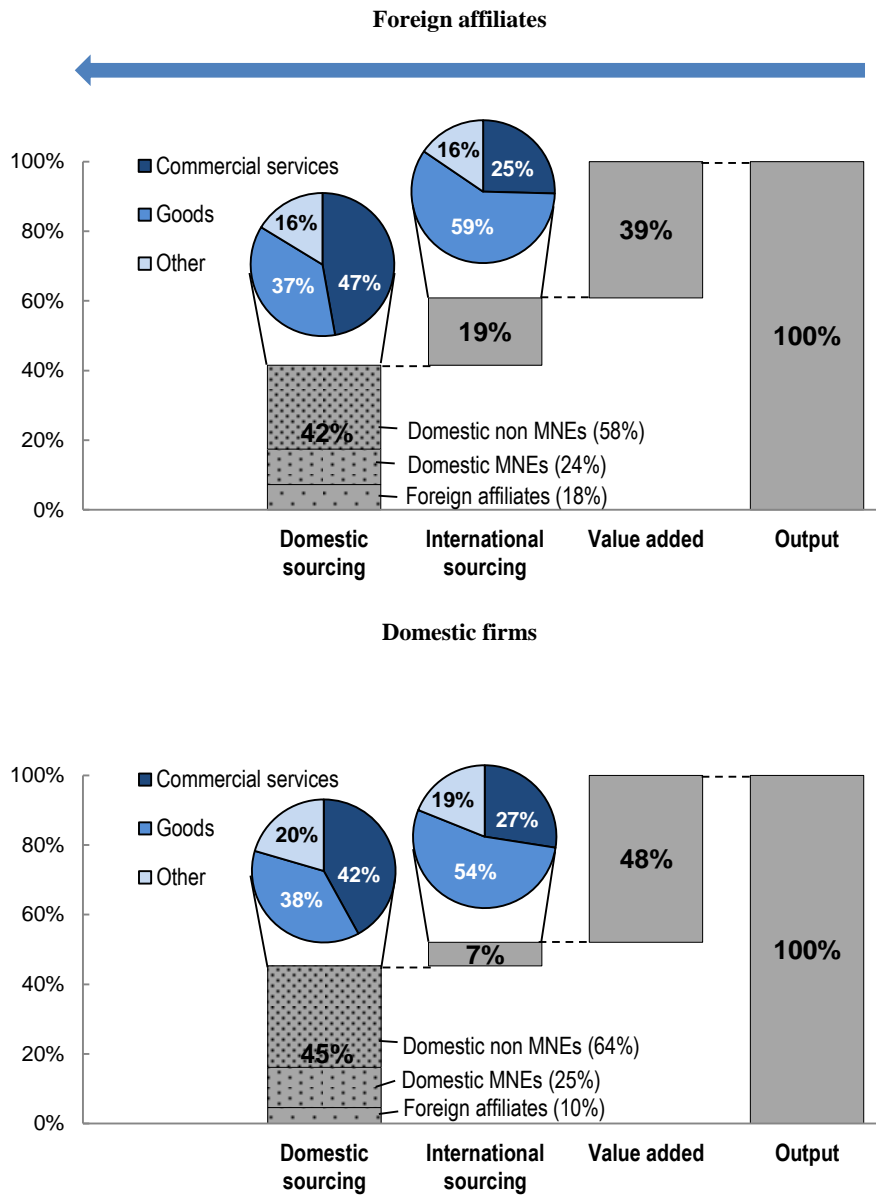 Foreign affiliates
100%
80%
60%
40%
20%
0%
Commercial services
Goods
Other
16%
37%
47%
16%
25%
59%
39%
100%
19%
42%
Domestic non MNEs (58%)
Domestic MNEs (24%)
Foreign affiliates (18%)
Domestic
sourcing
International
sourcing
Value added
Output
Domestic firms
100%
80%
60%
40%
20%
0%
Commercial services
Goods
Other
20%
42%
38%
19%
27%
54%
48%
100%
7%
45%
Domestic non MNEs (64%)
Domestic MNEs (25%)
Foreign affiliates (10%)
Domestic
sourcing
International
sourcing
Value added
Output